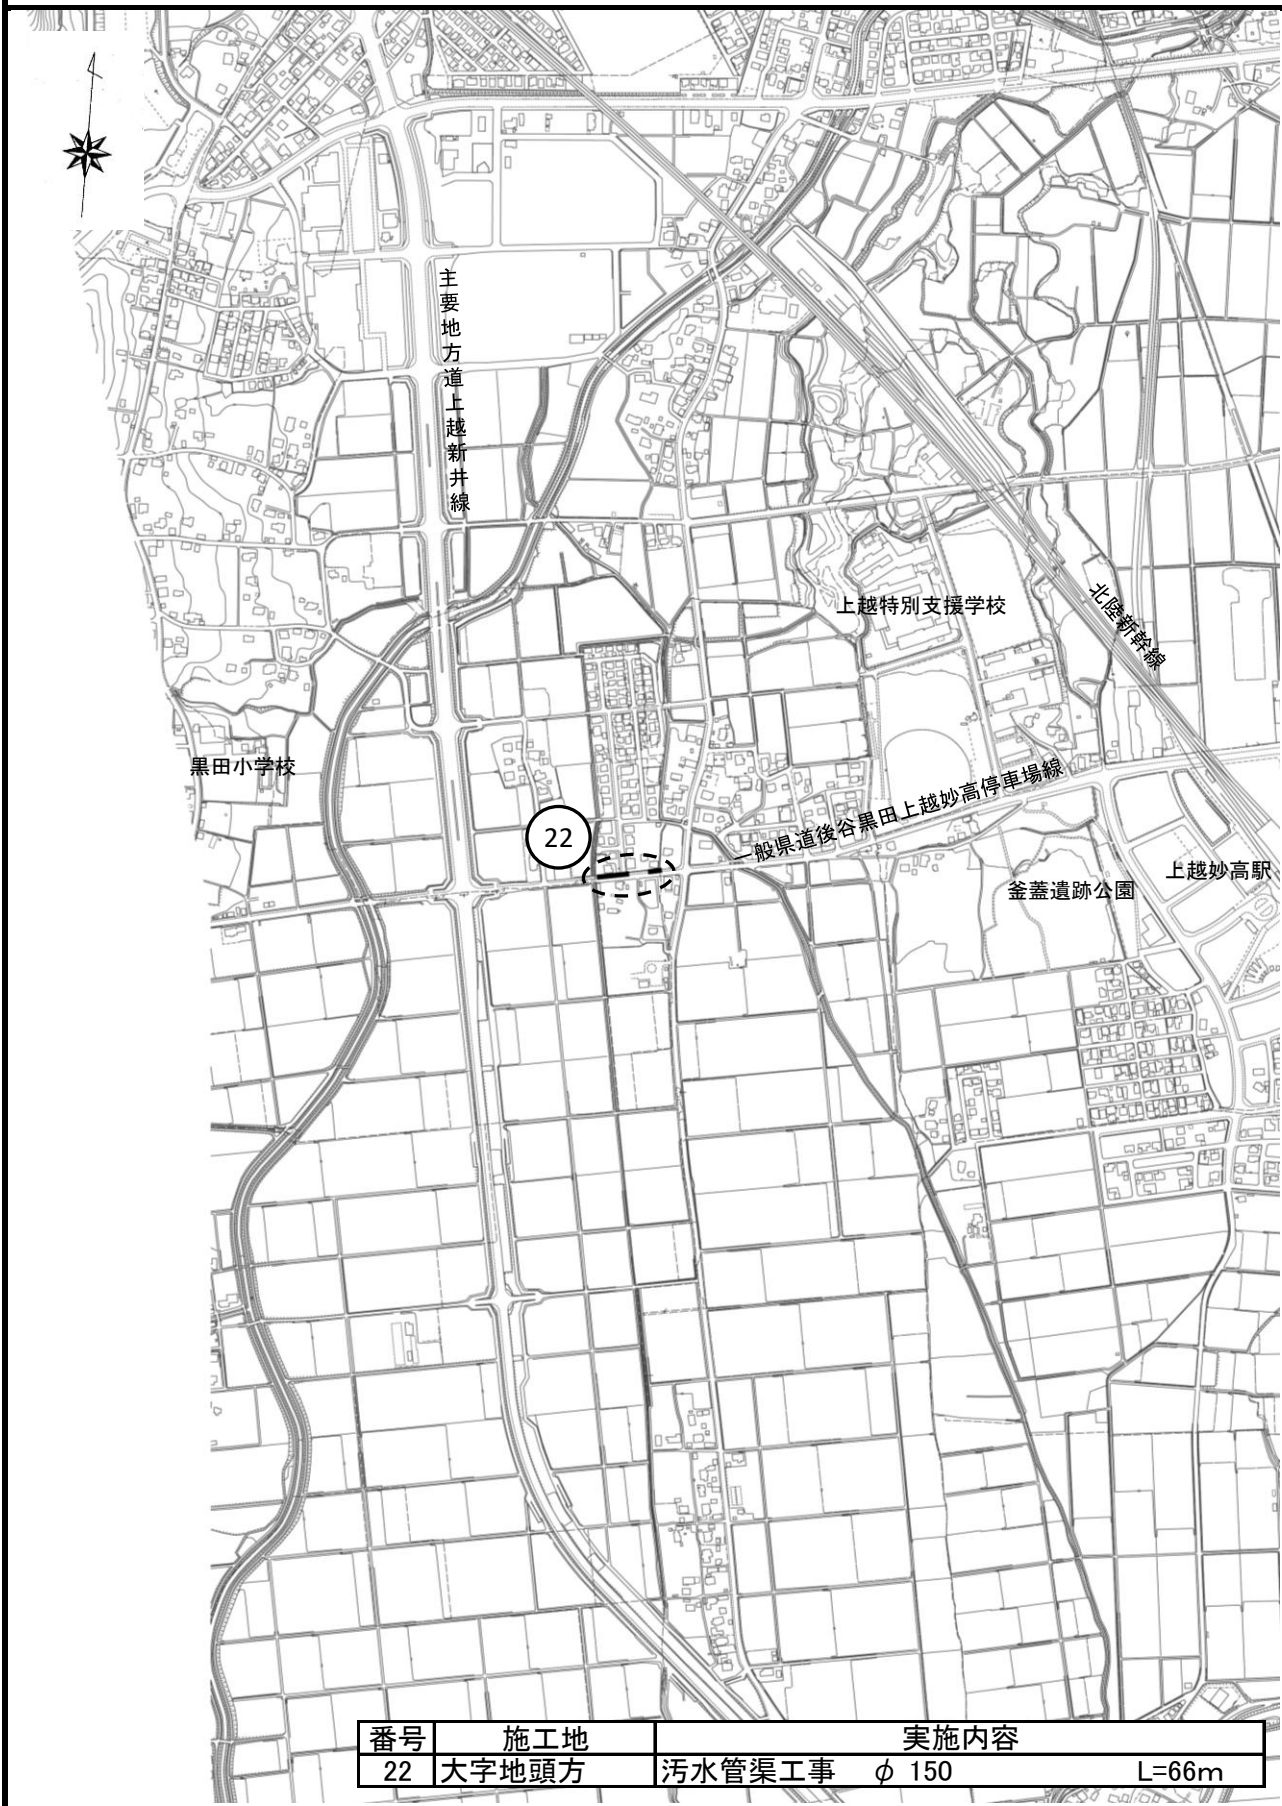 主要地方道上越新井線
上越特別支援学校
北陸新幹線
黒田小学校
一般県道後谷黒田上越妙高停車場線
22
上越妙高駅
釜蓋遺跡公園
番号 施工地 実施内容
22 大字地頭方 汚水管渠工事 φ 150 L=66m